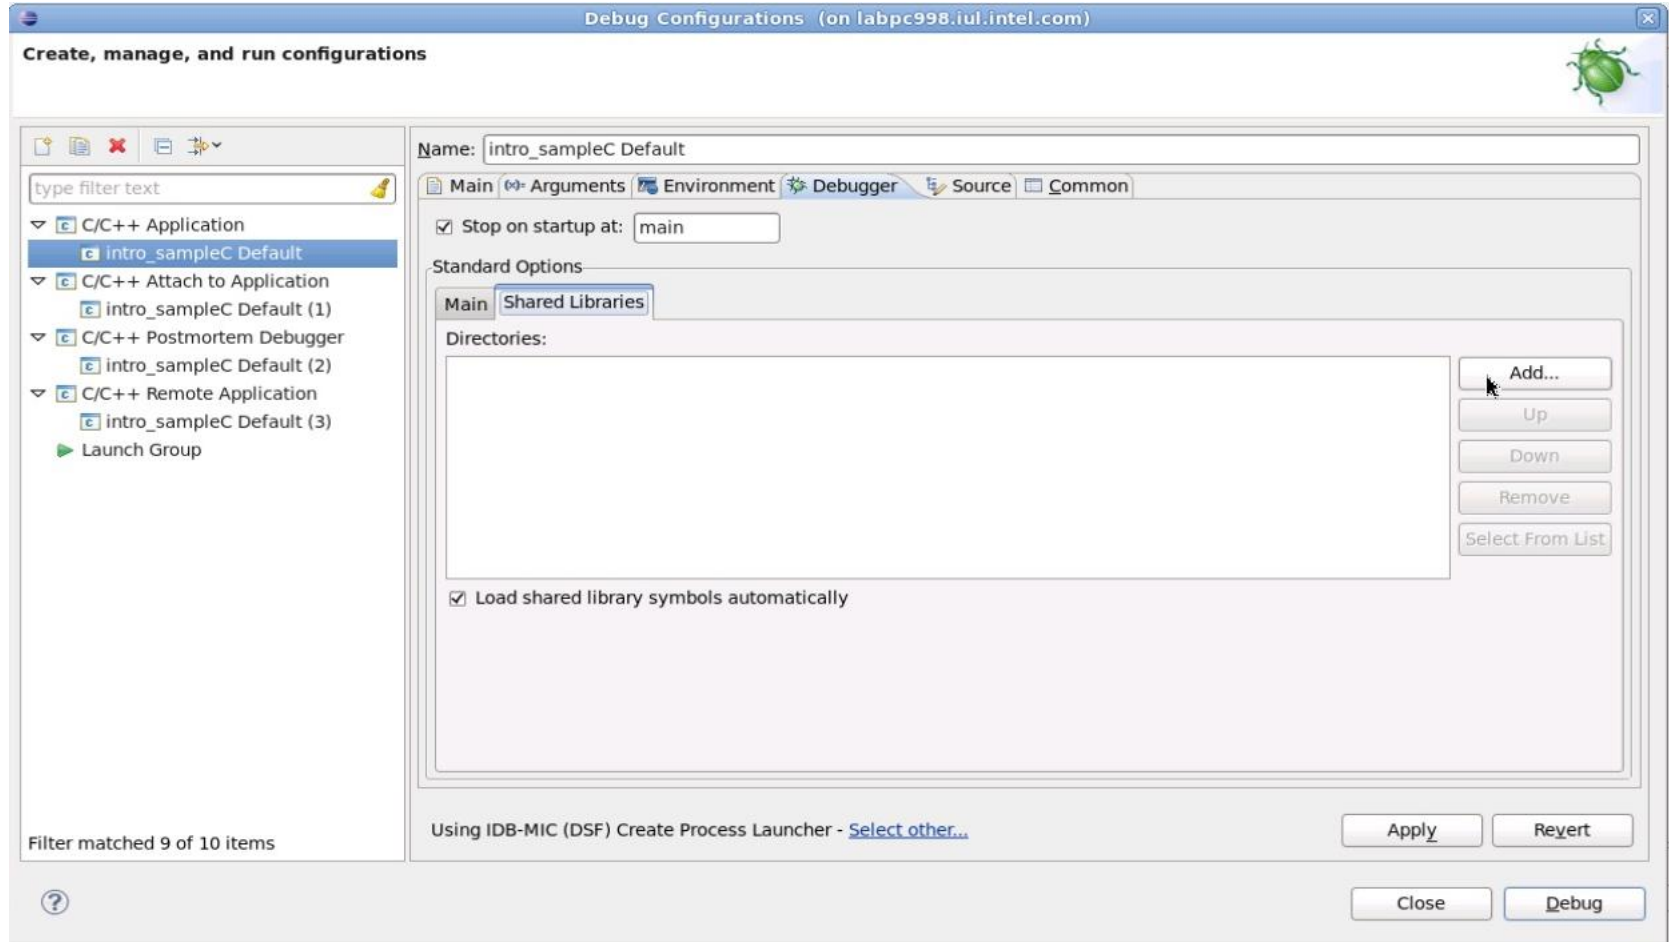 Debug Configurations (on labpc998.iul.intel.com)
Create, manage, and run configurations
type filter text
C/C++ Application
intro_sampleC Default
C/C++ Attach to Application
intro_sampleC Default (1)
C/C++ Postmortem Debugger
intro_sampleC Default (2)
C/C++ Remote Application
intro_sampleC Default (3)
Launch Group
Filter matched 9 of 10 items
Name: intro_sampleC Default
Main Arguments Environment Debugger Source Common
Stop on startup at: main
Standard Options
Main Shared Libraries
Directories:
Add...
Up
Down
Remove
Select From List
Load shared library symbols automatically
Using IDB-MIC (DSF) Create Process Launcher - Select other...
Apply Revert
Close Debug